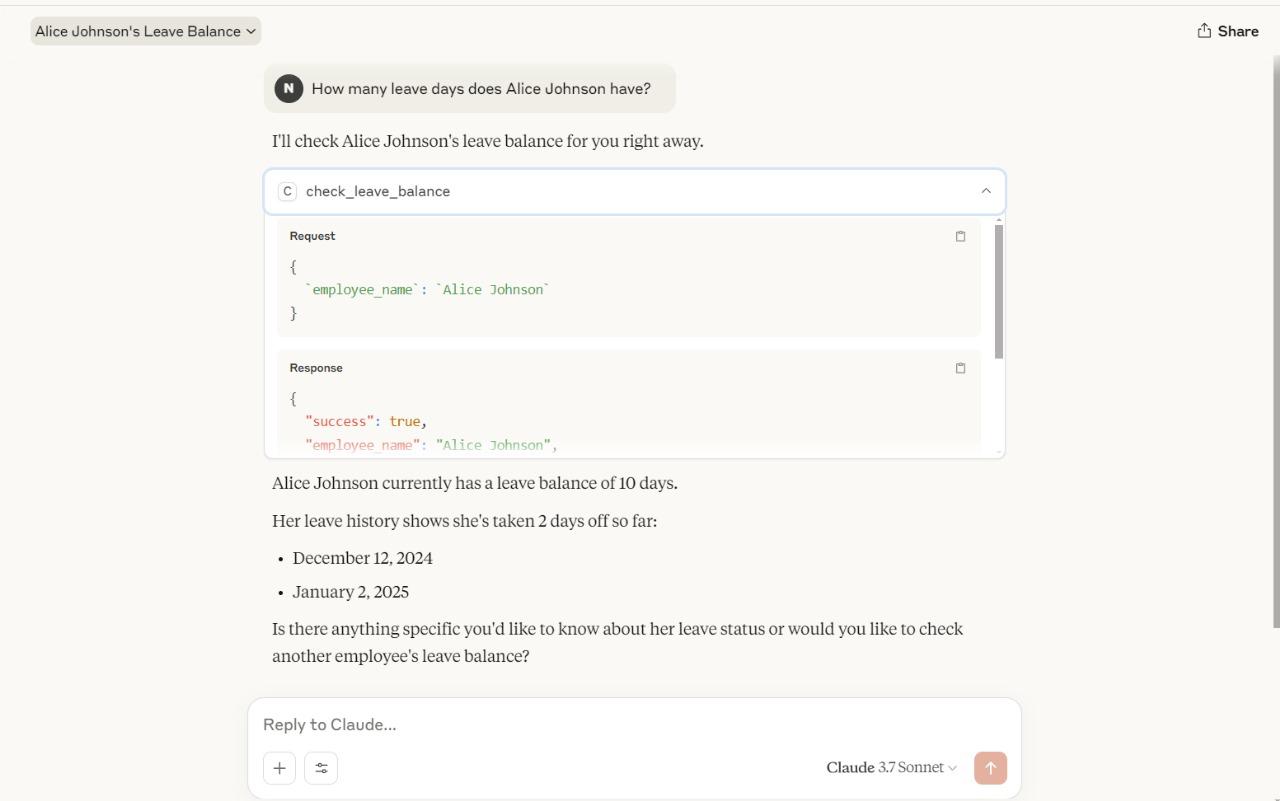 Alice Johnson's Leave Balance
Share
N How many leave days does Alice Johnson have?
I'll check Alice Johnson's leave balance for you right away.
C check_leave_balance
Request
{
`employee_name`: `Alice Johnson`
}
Response
{
"success": true,
"employee_name": "Alice Johnson",
Alice Johnson currently has a leave balance of 10 days.
Her leave history shows she's taken 2 days off so far:
• December 12, 2024
• January 2, 2025
Is there anything specific you'd like to know about her leave status or would you like to check
another employee's leave balance?
Reply to Claude...
Claude 3.7 Sonnet